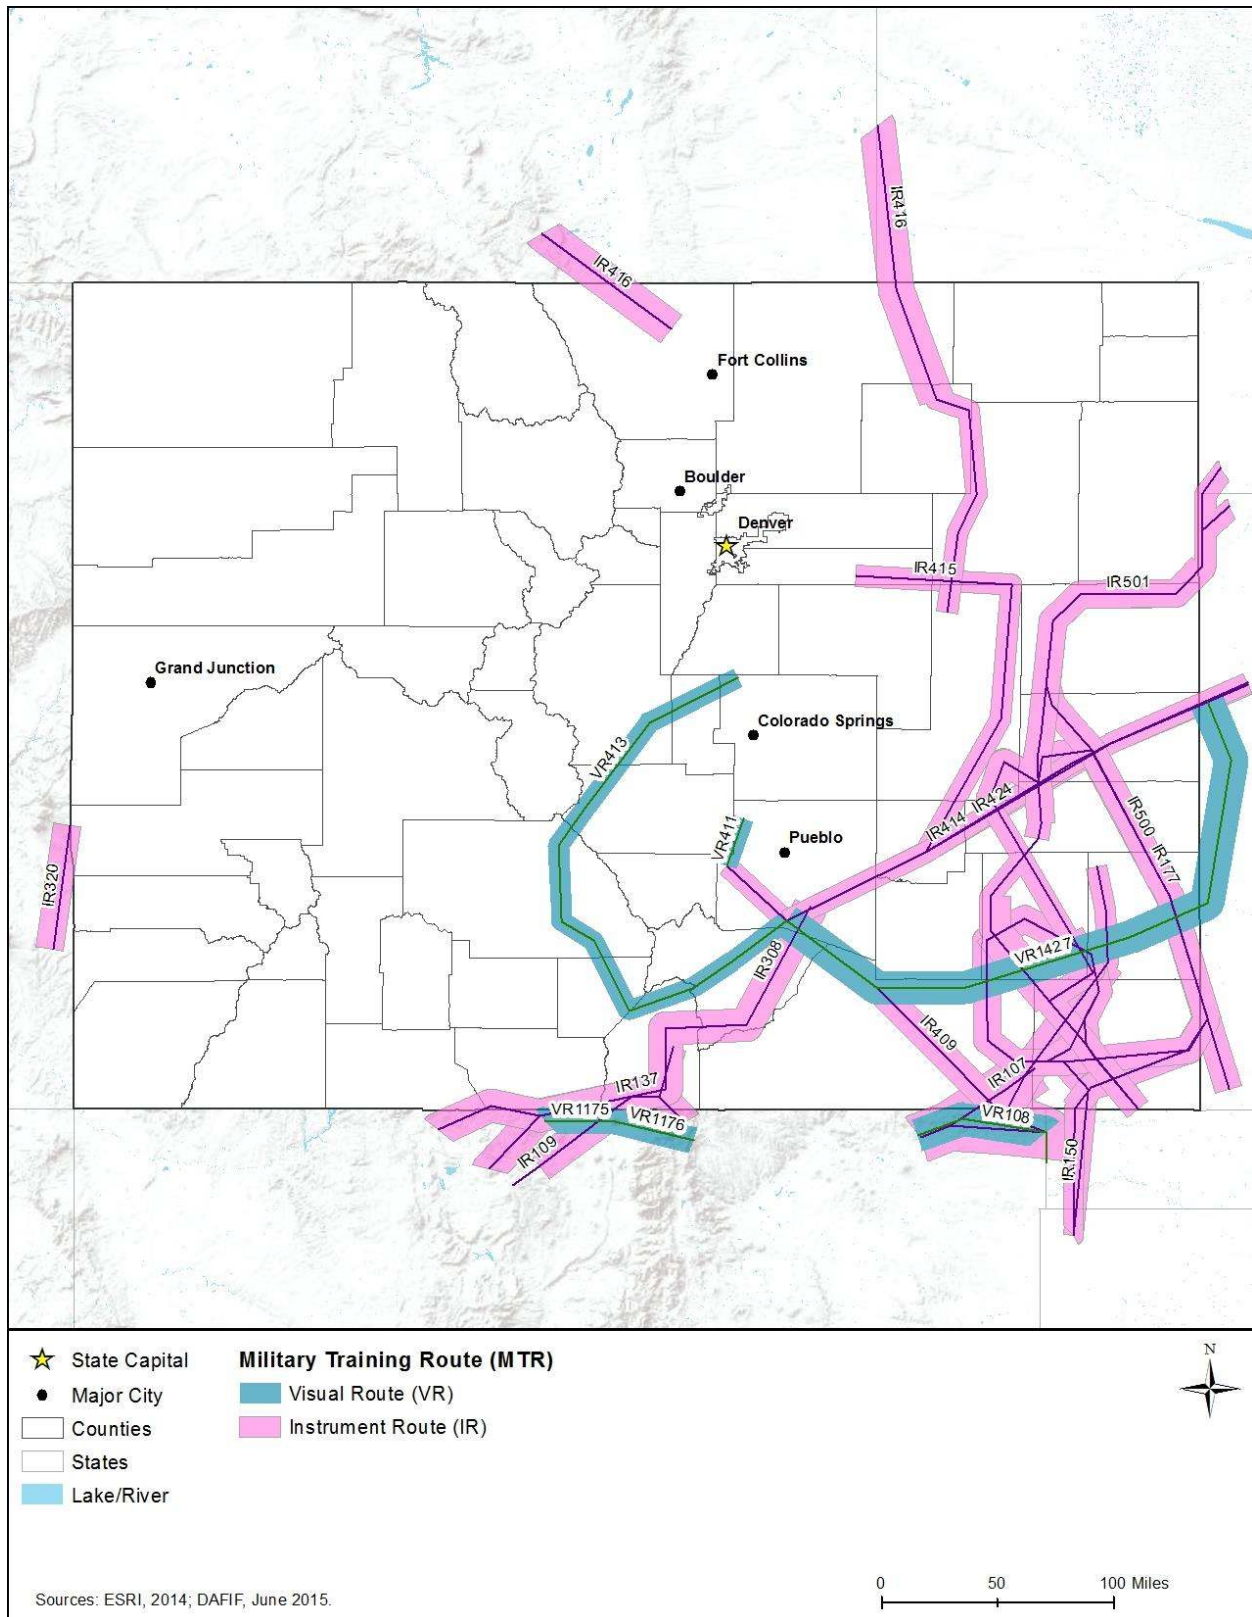 IR416
IR416
Fort Collins
Boulder
Denver
IR415
IR501
Grand Junction
Colorado Springs
VR413
IR424
IR414
VR411
Pueblo
IR500
IR177
IR320
VR1427
IR308
IR409
IR107
IR137
VR1175
VR1176
VR108
IR109
IR150
State Capital
Major City
Counties
States
Lake/River
Military Training Route (MTR)
Visual Route (VR)
Instrument Route (IR)
N
Sources: ESRI, 2014; DAFIF, June 2015.
0 50 100 Miles